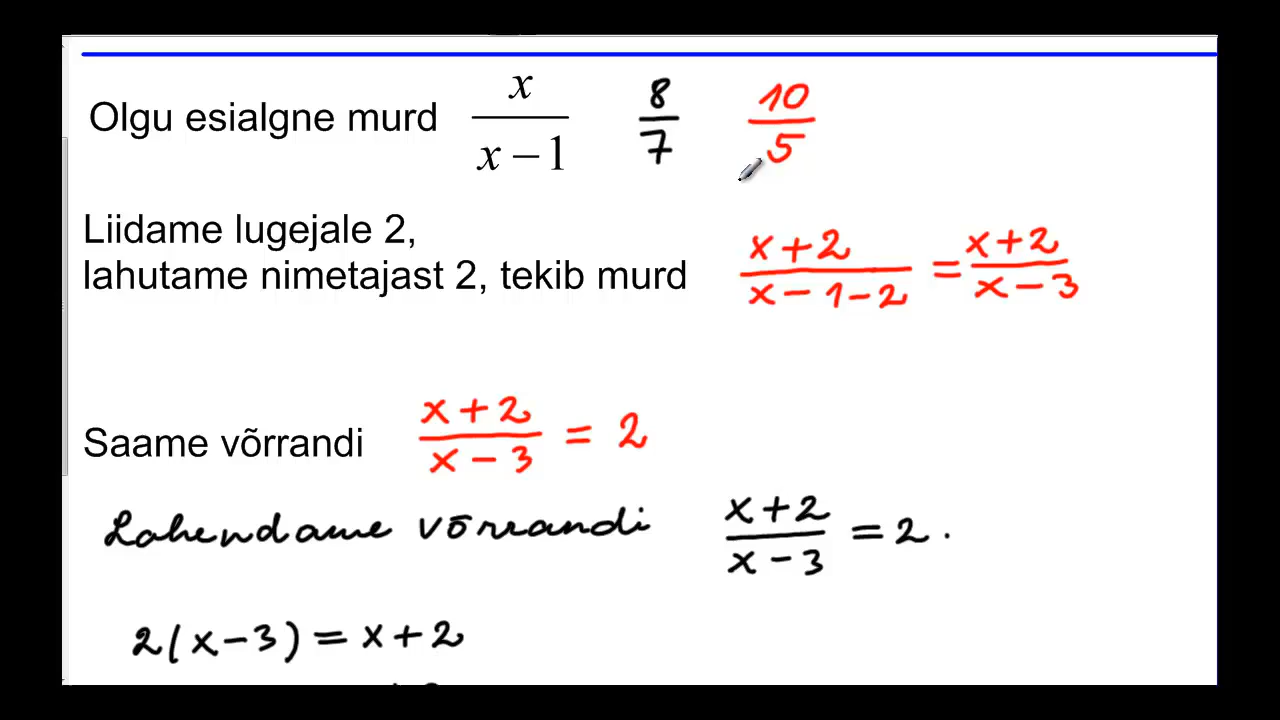 Olgu esialgne murd x/(x − 1) 8/7 10/5
Liidame lugejale 2,
lahutame nimetajast 2, tekib murd (x+2)/(x−1−2) = (x+2)/(x−3)
Saame võrrandi (x+2)/(x−3) = 2
Lahendame võrrandi (x+2)/(x−3) = 2.
2(x−3) = x+2